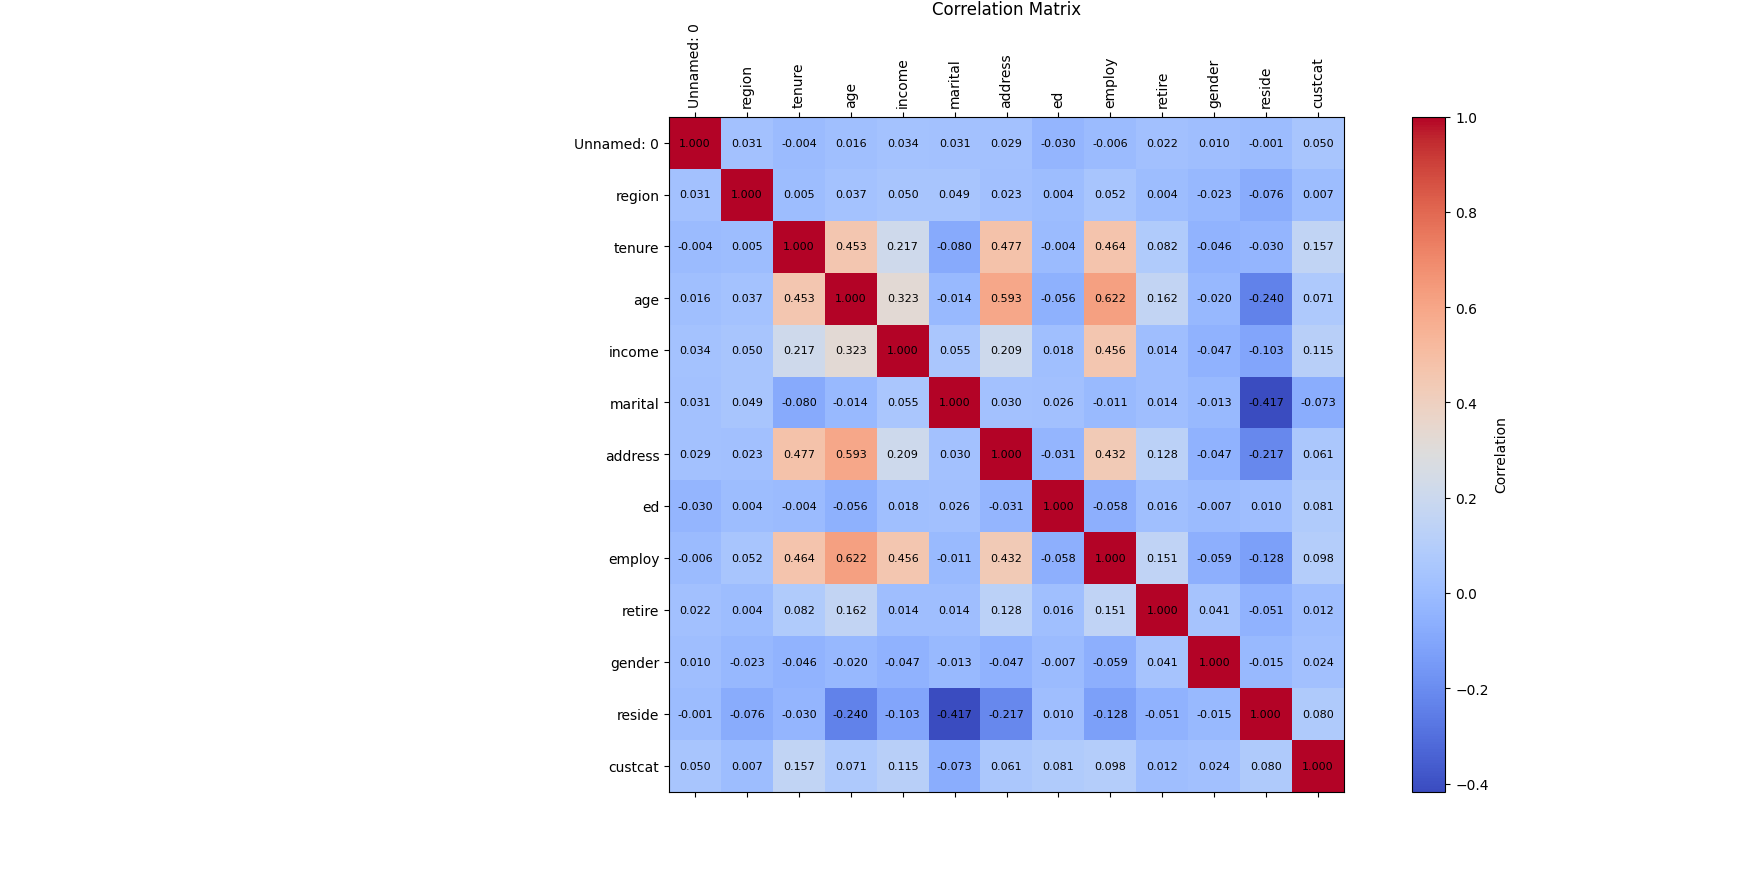 Correlation Matrix
Unnamed: 0 region tenure age income marital address ed employ retire gender reside custcat
Unnamed: 0 1.000 0.031 -0.004 0.016 0.034 0.031 0.029 -0.030 -0.006 0.022 0.010 -0.001 0.050
region 0.031 1.000 0.005 0.037 0.050 0.049 0.023 0.004 0.052 0.004 -0.023 -0.076 0.007
tenure -0.004 0.005 1.000 0.453 0.217 -0.080 0.477 -0.004 0.464 0.082 -0.046 -0.030 0.157
age 0.016 0.037 0.453 1.000 0.323 -0.014 0.593 -0.056 0.622 0.162 -0.020 -0.240 0.071
income 0.034 0.050 0.217 0.323 1.000 0.055 0.209 0.018 0.456 0.014 -0.047 -0.103 0.115
marital 0.031 0.049 -0.080 -0.014 0.055 1.000 0.030 0.026 -0.011 0.014 -0.013 -0.417 -0.073
address 0.029 0.023 0.477 0.593 0.209 0.030 1.000 -0.031 0.432 0.128 -0.047 -0.217 0.061
ed -0.030 0.004 -0.004 -0.056 0.018 0.026 -0.031 1.000 -0.058 0.016 -0.007 0.010 0.081
employ -0.006 0.052 0.464 0.622 0.456 -0.011 0.432 -0.058 1.000 0.151 -0.059 -0.128 0.098
retire 0.022 0.004 0.082 0.162 0.014 0.014 0.128 0.016 0.151 1.000 0.041 -0.051 0.012
gender 0.010 -0.023 -0.046 -0.020 -0.047 -0.013 -0.047 -0.007 -0.059 0.041 1.000 -0.015 0.024
reside -0.001 -0.076 -0.030 -0.240 -0.103 -0.417 -0.217 0.010 -0.128 -0.051 -0.015 1.000 0.080
custcat 0.050 0.007 0.157 0.071 0.115 -0.073 0.061 0.081 0.098 0.012 0.024 0.080 1.000
1.0
0.8
0.6
0.4
0.2
0.0
−0.2
−0.4
Correlation